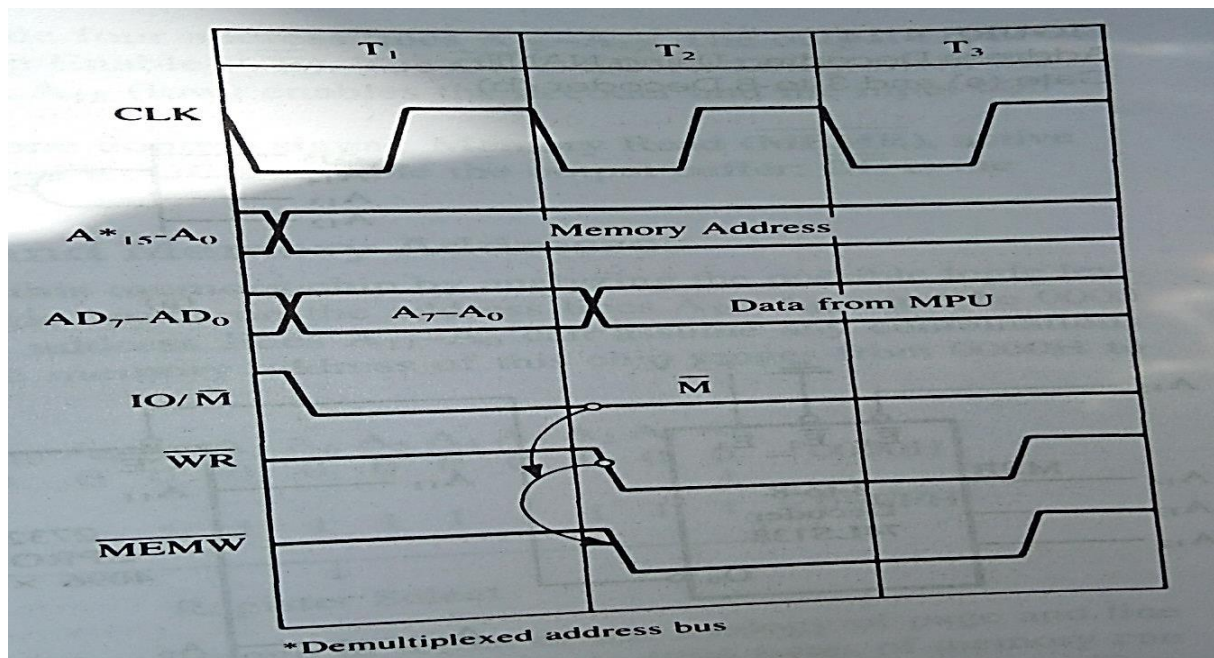 T₁ T₂ T₃
CLK
A*₁₅-A₀ Memory Address
AD₇-AD₀ A₇-A₀ Data from MPU
IO/M̅ M̅
W̅R̅
M̅E̅M̅W̅
*Demultiplexed address bus